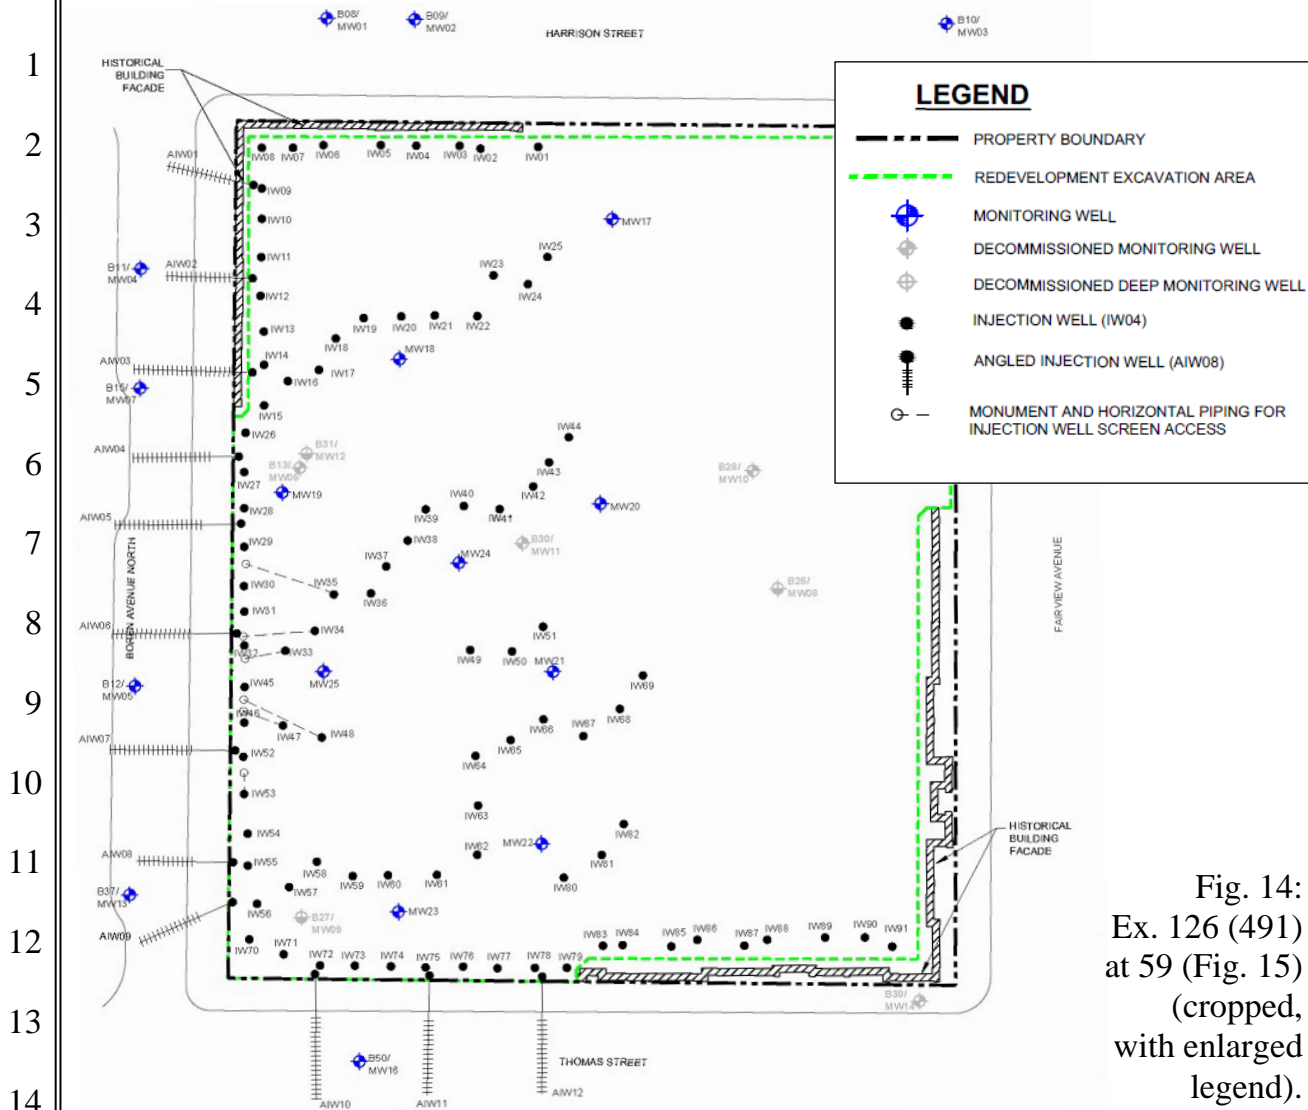 B08/
MW01
B09/
MW02
HARRISON STREET
B10/
MW03
1
HISTORICAL
BUILDING
FACADE
LEGEND
PROPERTY BOUNDARY
REDEVELOPMENT EXCAVATION AREA
MONITORING WELL
DECOMMISSIONED MONITORING WELL
DECOMMISSIONED DEEP MONITORING WELL
INJECTION WELL (IW04)
ANGLED INJECTION WELL (AIW08)
MONUMENT AND HORIZONTAL PIPING FOR
INJECTION WELL SCREEN ACCESS
2
AIW01
IW08
IW07
IW06
IW05
IW04
IW03
IW02
IW01
IW09
3
IW10
MW17
IW11
AIW02
B11/
MW04
IW25
IW23
IW24
4
IW12
IW13
IW19
IW20
IW21
IW22
IW18
MW18
AIW03
IW14
IW17
IW16
5
B15/
MW07
IW15
IW26
IW44
AIW04
B31/
MW12
B13/
MW06
6
IW27
IW43
IW42
B28/
MW10
MW19
MW20
IW28
IW40
IW39
IW41
AIW05
7
IW29
IW38
MW24
B30/
MW11
IW37
IW35
IW36
IW30
B26/
MW08
BOREN AVENUE NORTH
FAIRVIEW AVENUE
IW31
8
AIW06
IW34
IW32
IW33
IW51
IW49
IW50
MW21
MW25
B12/
MW05
IW45
IW69
9
IW46
IW47
IW48
IW66
IW67
IW68
AIW07
IW52
IW65
IW64
10
IW53
IW63
IW54
IW82
HISTORICAL
BUILDING
FACADE
11
AIW08
IW55
IW58
IW62
MW22
IW81
IW57
IW59
IW60
IW61
IW80
B37/
MW13
IW56
B27/
MW09
MW23
12
AIW09
IW70
IW71
IW72
IW73
IW74
IW75
IW76
IW77
IW78
IW79
IW83
IW84
IW85
IW86
IW87
IW88
IW89
IW90
IW91
B38/
MW14
13
B50/
MW16
THOMAS STREET
AIW10
AIW11
AIW12
14
Fig. 14:
Ex. 126 (491)
at 59 (Fig. 15)
(cropped,
with enlarged
legend).